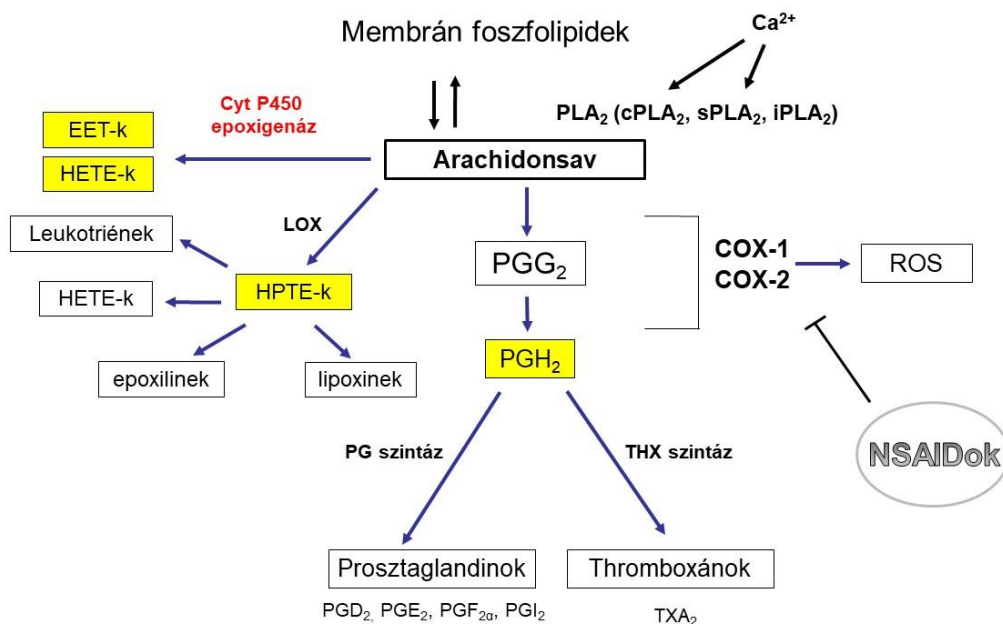 Membrán foszfolipidek
Ca²⁺
Cyt P450
epoxigenáz
PLA₂ (cPLA₂, sPLA₂, iPLA₂)
EET-k
HETE-k
Arachidonsav
LOX
Leukotriének
PGG₂
COX-1
COX-2
ROS
HPTE-k
HETE-k
PGH₂
epoxilinek
lipoxinek
NSAIDok
PG szintáz
THX szintáz
Prosztaglandinok
Thromboxánok
PGD₂, PGE₂, PGF₂α, PGI₂
TXA₂